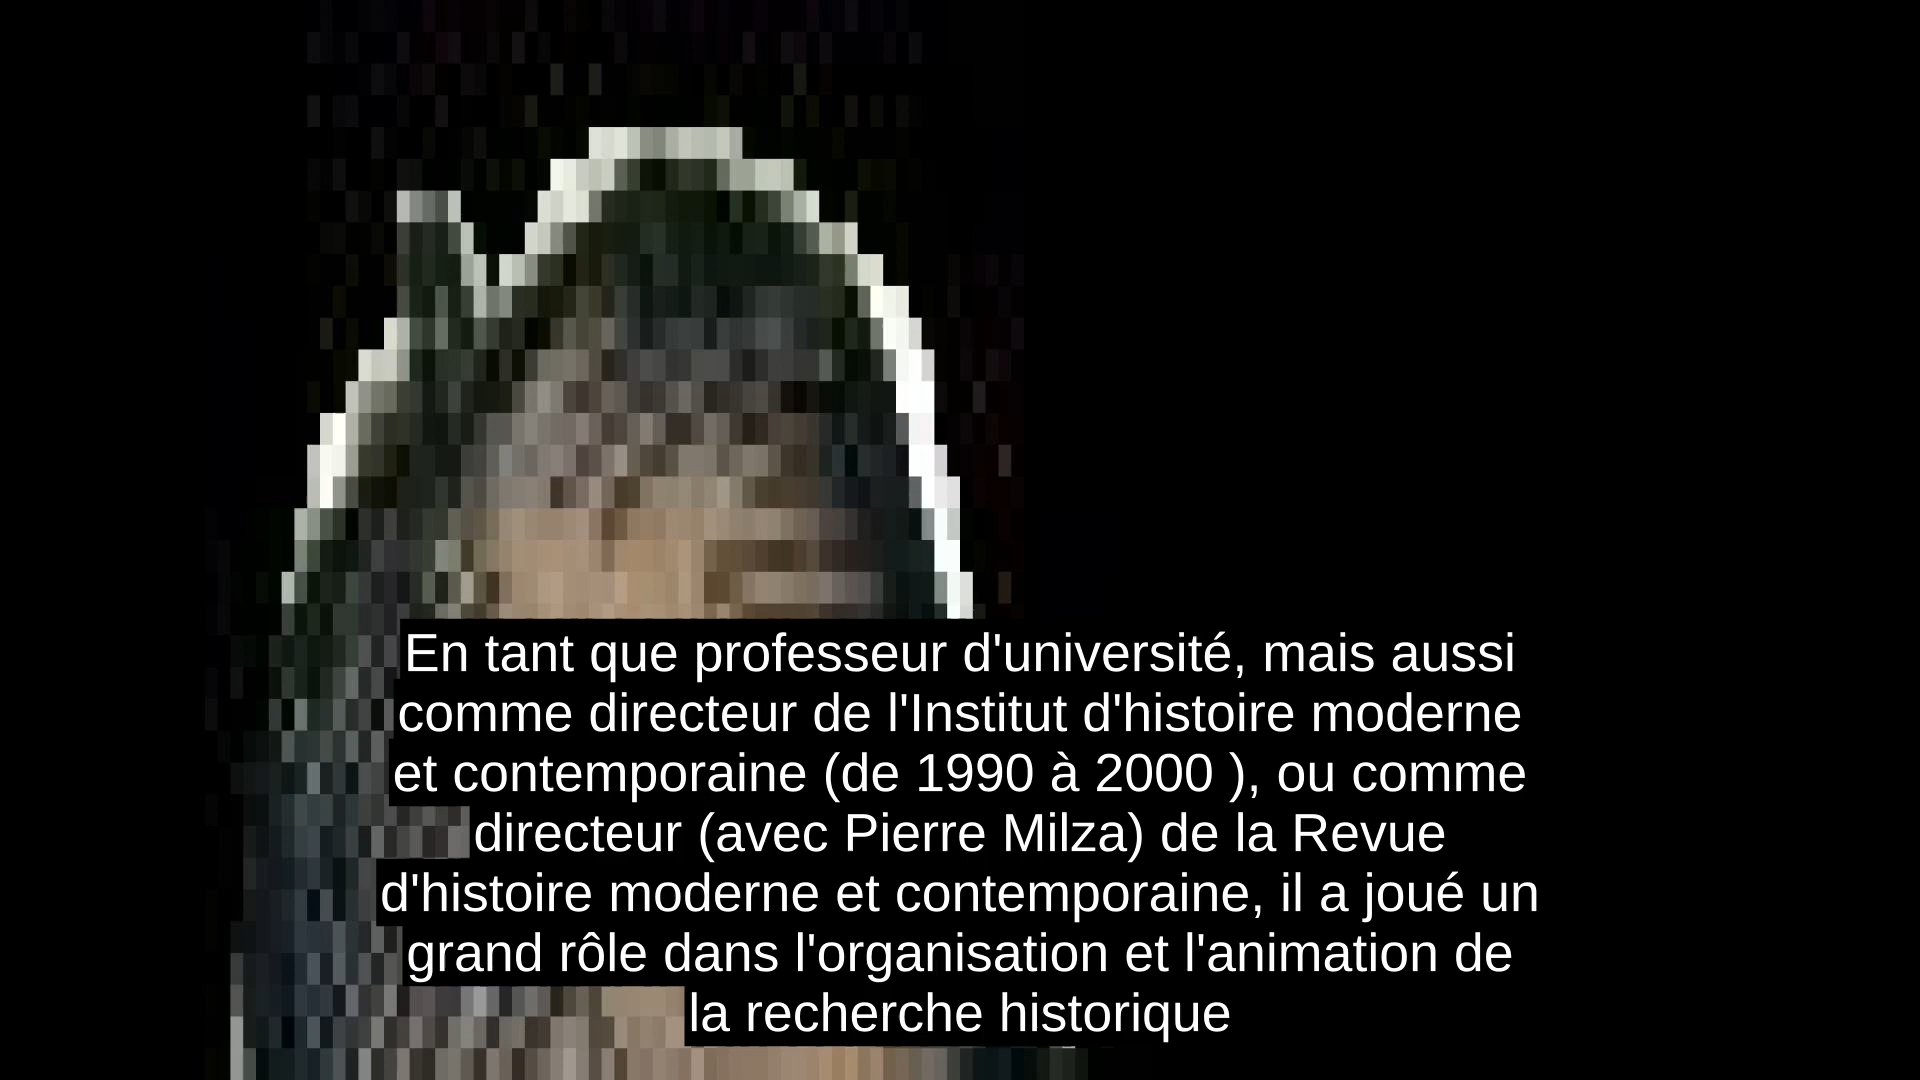 En tant que professeur d'université, mais aussi
comme directeur de l'Institut d'histoire moderne
et contemporaine (de 1990 à 2000 ), ou comme
directeur (avec Pierre Milza) de la Revue
d'histoire moderne et contemporaine, il a joué un
grand rôle dans l'organisation et l'animation de
la recherche historique